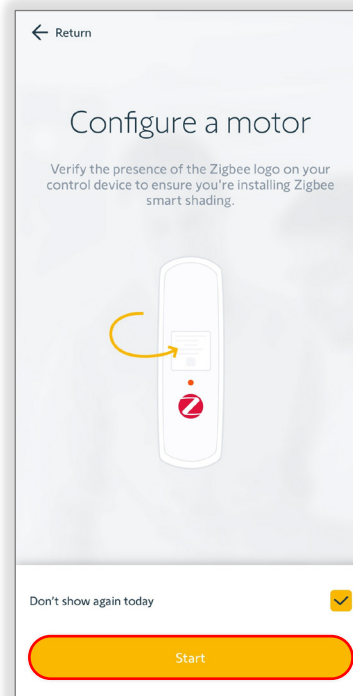 Return
Configure a motor
Verify the presence of the Zigbee logo on your
control device to ensure you're installing Zigbee
smart shading.
Don't show again today
Start